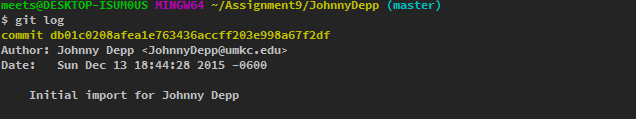 meets@DESKTOP-ISUM0US MINGW64 ~/Assignment9/JohnnyDepp (master)
$ git log
commit db01c0208afea1e763436accff203e998a67f2df
Author: Johnny Depp <JohnnyDepp@umkc.edu>
Date:   Sun Dec 13 18:44:28 2015 -0600
    Initial import for Johnny Depp